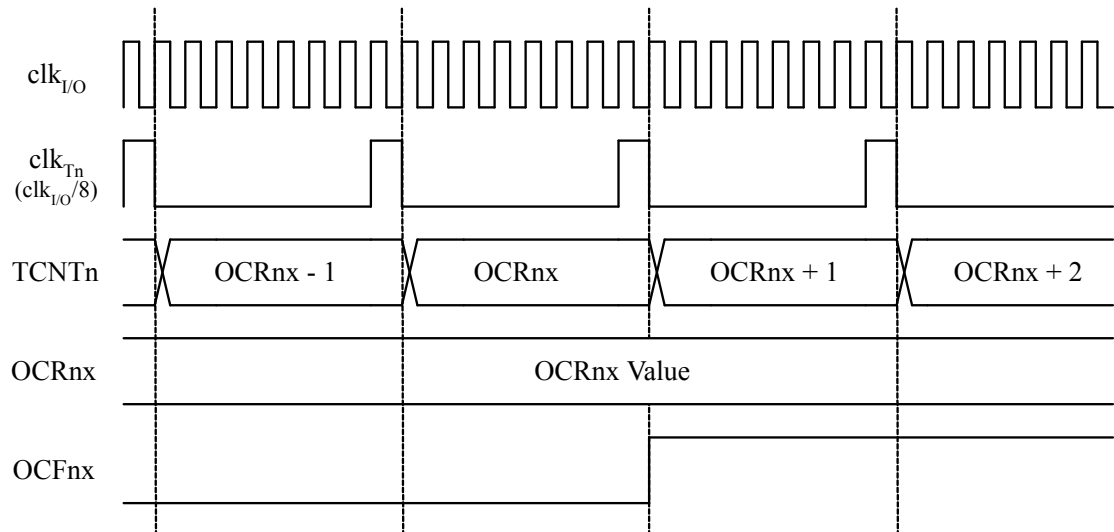 clkI/O
clkTn
(clkI/O/8)
TCNTn
OCRnx - 1
OCRnx
OCRnx + 1
OCRnx + 2
OCRnx
OCRnx Value
OCFnx